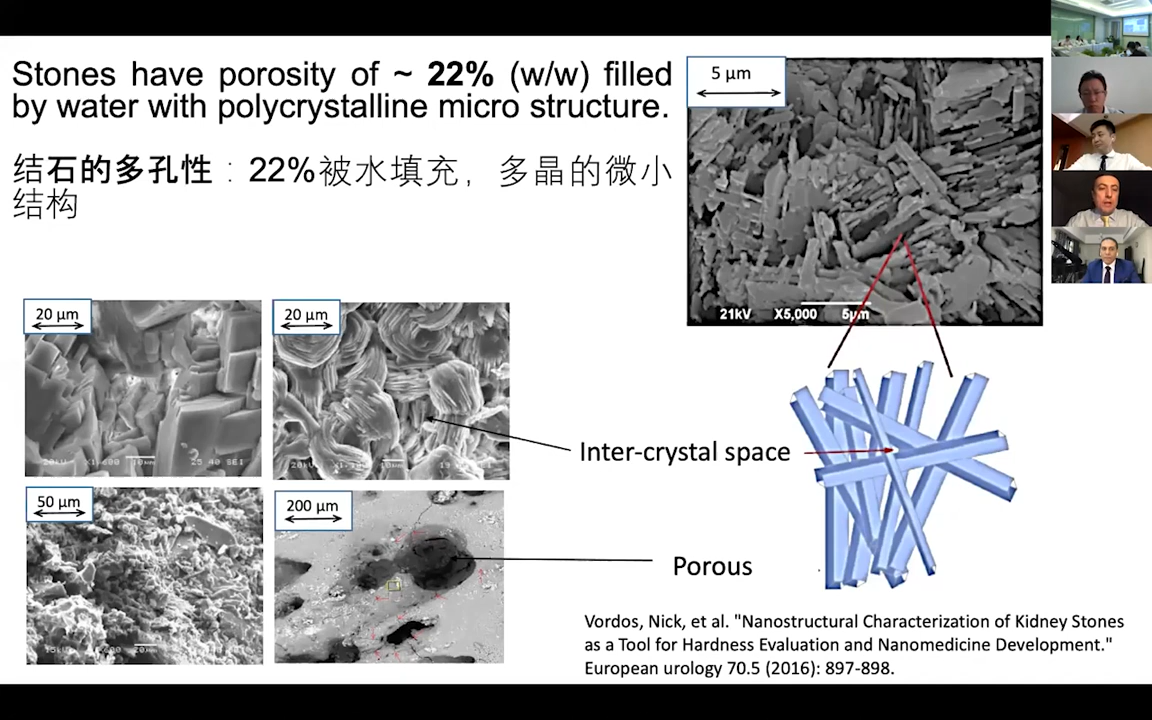 Stones have porosity of ~ 22% (w/w) filled
by water with polycrystalline micro structure.
结石的多孔性：22%被水填充，多晶的微小
结构
5 μm
21kV X5,000 5μm
20 μm
20 μm
Inter-crystal space
50 μm
200 μm
Porous
Vordos, Nick, et al. "Nanostructural Characterization of Kidney Stones
as a Tool for Hardness Evaluation and Nanomedicine Development."
European urology 70.5 (2016): 897-898.